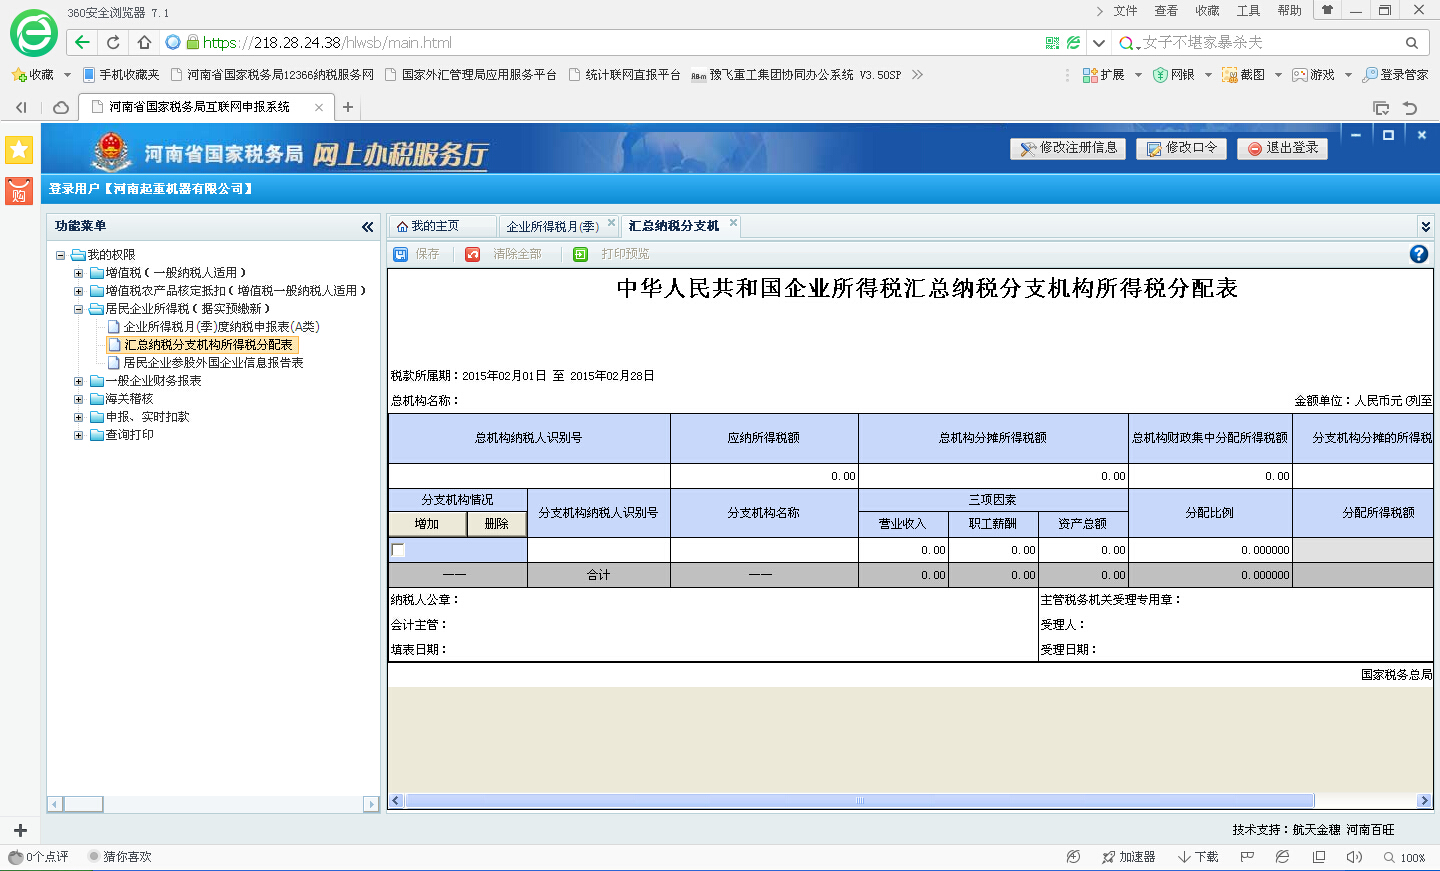 360安全浏览器 7.1
文件 查看 收藏 工具 帮助
https://218.28.24.38/hlwsb/main.html
女子不堪家暴杀夫
收藏 手机收藏夹 河南省国家税务局12366纳税服务网 国家外汇管理局应用服务平台 统计联网直报平台 RBm 豫飞重工集团协同办公系统 V3.50SP
扩展 网银 截图 游戏 登录管家
河南省国家税务局互联网申报系统
购
河南省国家税务局 网上办税服务厅
修改注册信息 修改口令 退出登录
登录用户【河南起重机器有限公司】
功能菜单
我的主页 企业所得税月(季) 汇总纳税分支机
保存 清除全部 打印预览
我的权限
增值税（一般纳税人适用）
增值税农产品核定抵扣（增值税一般纳税人适用）
居民企业所得税（据实预缴新）
企业所得税月(季)度纳税申报表(A类)
汇总纳税分支机构所得税分配表
居民企业参股外国企业信息报告表
一般企业财务报表
海关稽核
申报、实时扣款
查询打印
中华人民共和国企业所得税汇总纳税分支机构所得税分配表
税款所属期：2015年02月01日 至 2015年02月28日
总机构名称：
金额单位：人民币元(列至
总机构纳税人识别号 应纳所得税额 总机构分摊所得税额 总机构财政集中分配所得税额 分支机构分摊的所得税
0.00 0.00 0.00
分支机构情况 分支机构纳税人识别号 分支机构名称 三项因素 分配比例 分配所得税额
增加 删除 营业收入 职工薪酬 资产总额
0.00 0.00 0.00 0.000000
—— 合计 —— 0.00 0.00 0.00 0.000000
纳税人公章： 主管税务机关受理专用章：
会计主管： 受理人：
填表日期： 受理日期：
国家税务总局
技术支持：航天金穗 河南百旺
0个点评 猜你喜欢
加速器 下载 100%